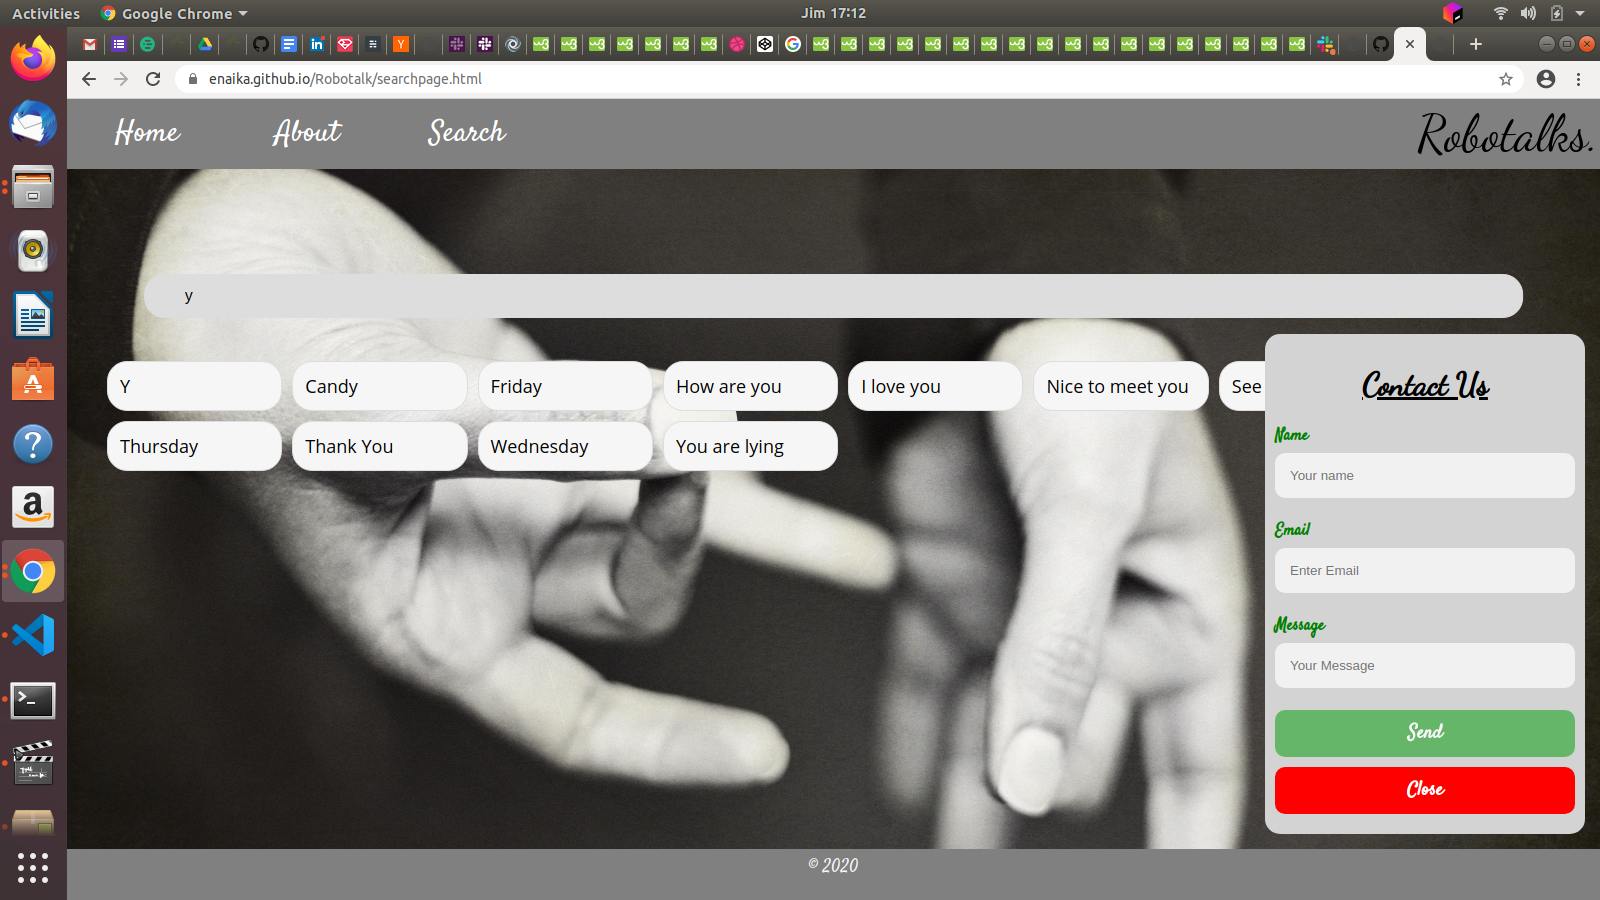 Activities Google Chrome Jim 17:12
enaika.github.io/Robotalk/searchpage.html
Home About Search Robotalks.
y
Y Candy Friday How are you I love you Nice to meet you See
Thursday Thank You Wednesday You are lying
Contact Us
Name
Your name
Email
Enter Email
Message
Your Message
Send
Close
© 2020